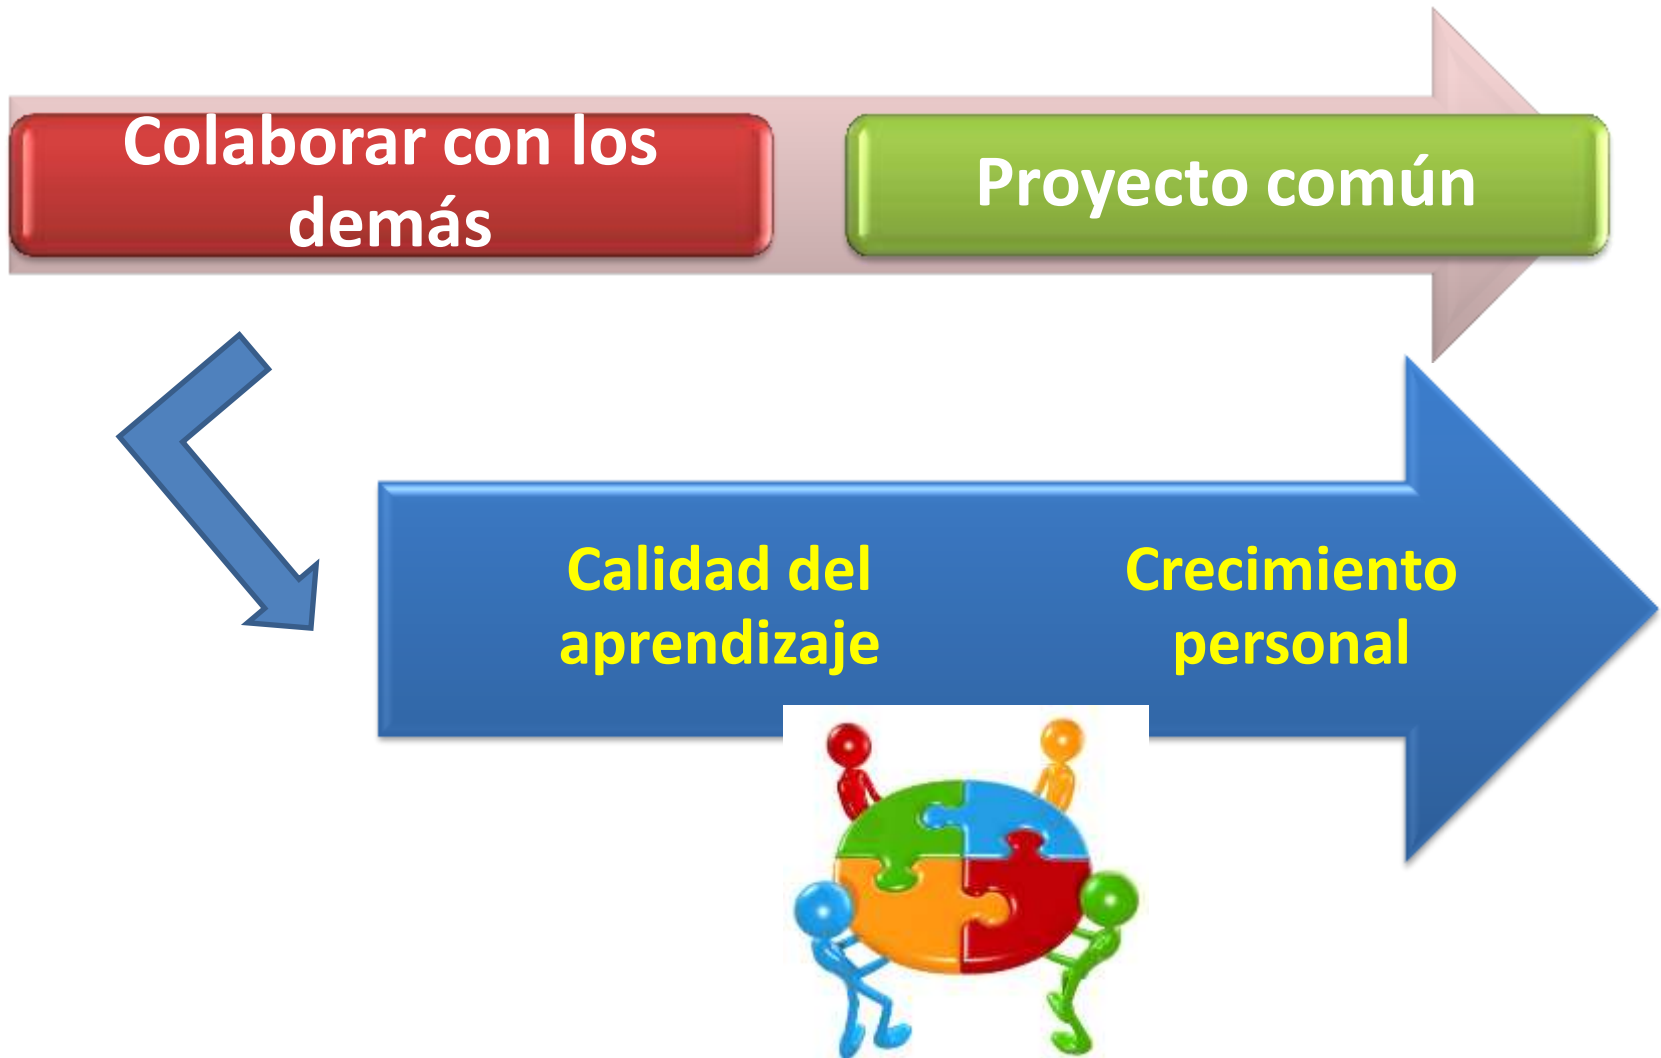 Colaborar con los
demás
Proyecto común
Calidad del
aprendizaje
Crecimiento
personal